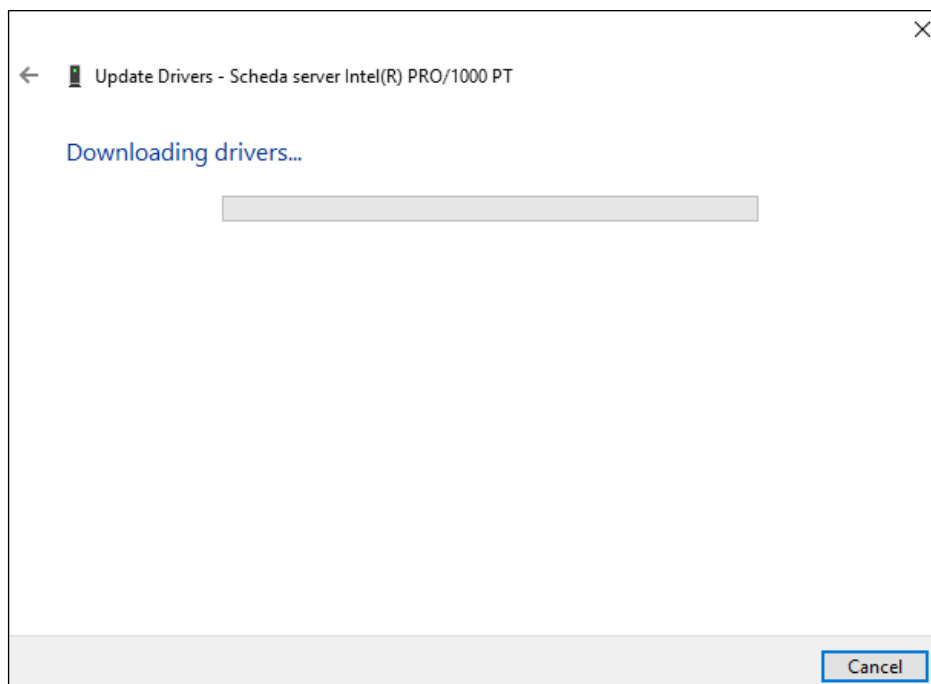 Update Drivers - Scheda server Intel(R) PRO/1000 PT
Downloading drivers...
Cancel